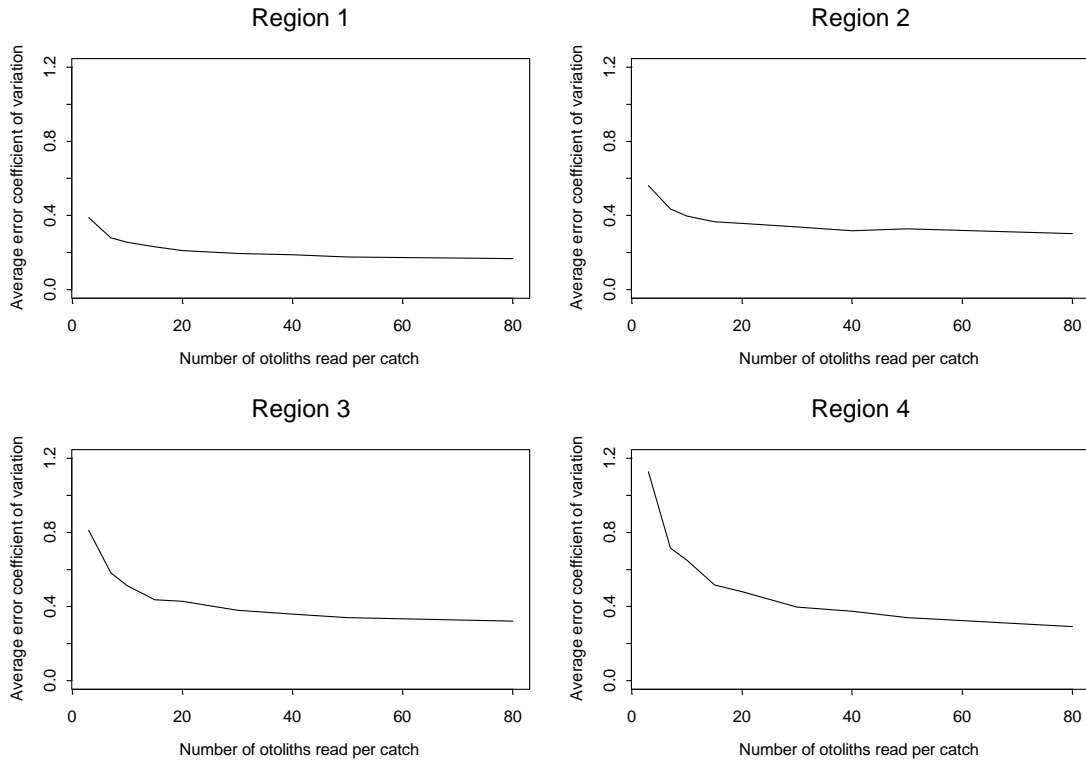 Region 1
Average error coefficient of variation
1.2
0.8
0.4
0.0
0 20 40 60 80
Number of otoliths read per catch
Region 2
Average error coefficient of variation
1.2
0.8
0.4
0.0
0 20 40 60 80
Number of otoliths read per catch
Region 3
Average error coefficient of variation
1.2
0.8
0.4
0.0
0 20 40 60 80
Number of otoliths read per catch
Region 4
Average error coefficient of variation
1.2
0.8
0.4
0.0
0 20 40 60 80
Number of otoliths read per catch